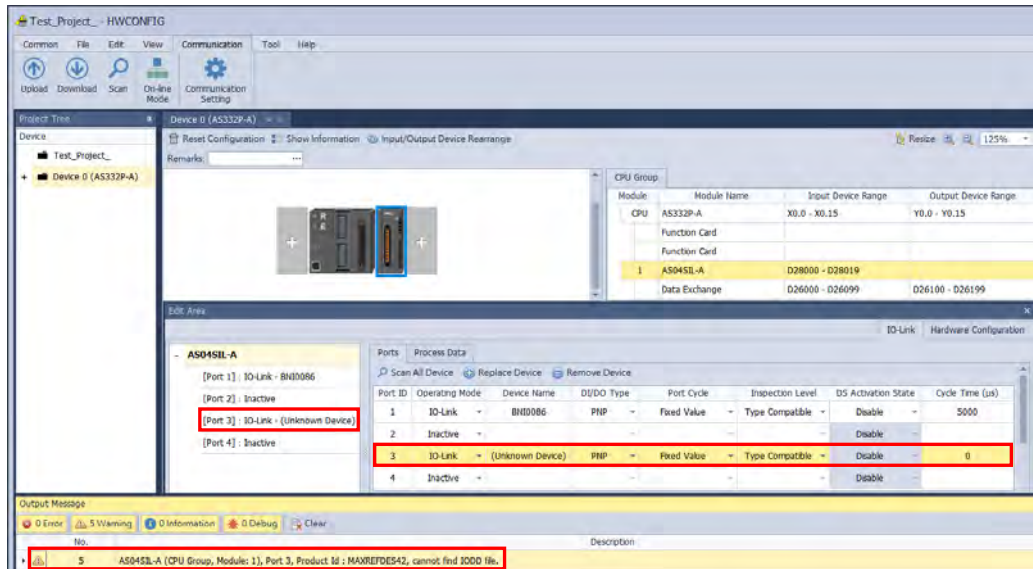 Test_Project_ - HWCONFIG
Common File Edit View Communication Tool Help
Upload Download Scan On-line Mode Communication Setting
Project Tree
Device 0 (AS332P-A)
Device
Reset Configuration Show Information Input/Output Device Rearrange Resize 125%
Test_Project_
Remarks: ...
+ Device 0 (AS332P-A)
CPU Group
Module Module Name Input Device Range Output Device Range
CPU AS332P-A X0.0 - X0.15 Y0.0 - Y0.15
Function Card
Function Card
1 AS04SIL-A D28000 - D28019
Data Exchange D26000 - D26099 D26100 - D26199
Edit Area
IO-Link Hardware Configuration
- AS04SIL-A
[Port 1] : IO-Link - BNI0086
[Port 2] : Inactive
[Port 3] : IO-Link - (Unknown Device)
[Port 4] : Inactive
Ports Process Data
Scan All Device Replace Device Remove Device
Port ID Operating Mode Device Name DI/DO Type Port Cycle Inspection Level DS Activation State Cycle Time (µs)
1 IO-Link BNI0086 PNP Fixed Value Type Compatible Disable 5000
2 Inactive Disable
3 IO-Link (Unknown Device) PNP Fixed Value Type Compatible Disable 0
4 Inactive Disable
Output Message
0 Error 5 Warning 0 Information 0 Debug Clear
No. Description
5 AS04SIL-A (CPU Group, Module: 1), Port 3, Product Id : MAXREFDES42, cannot find IODD file.